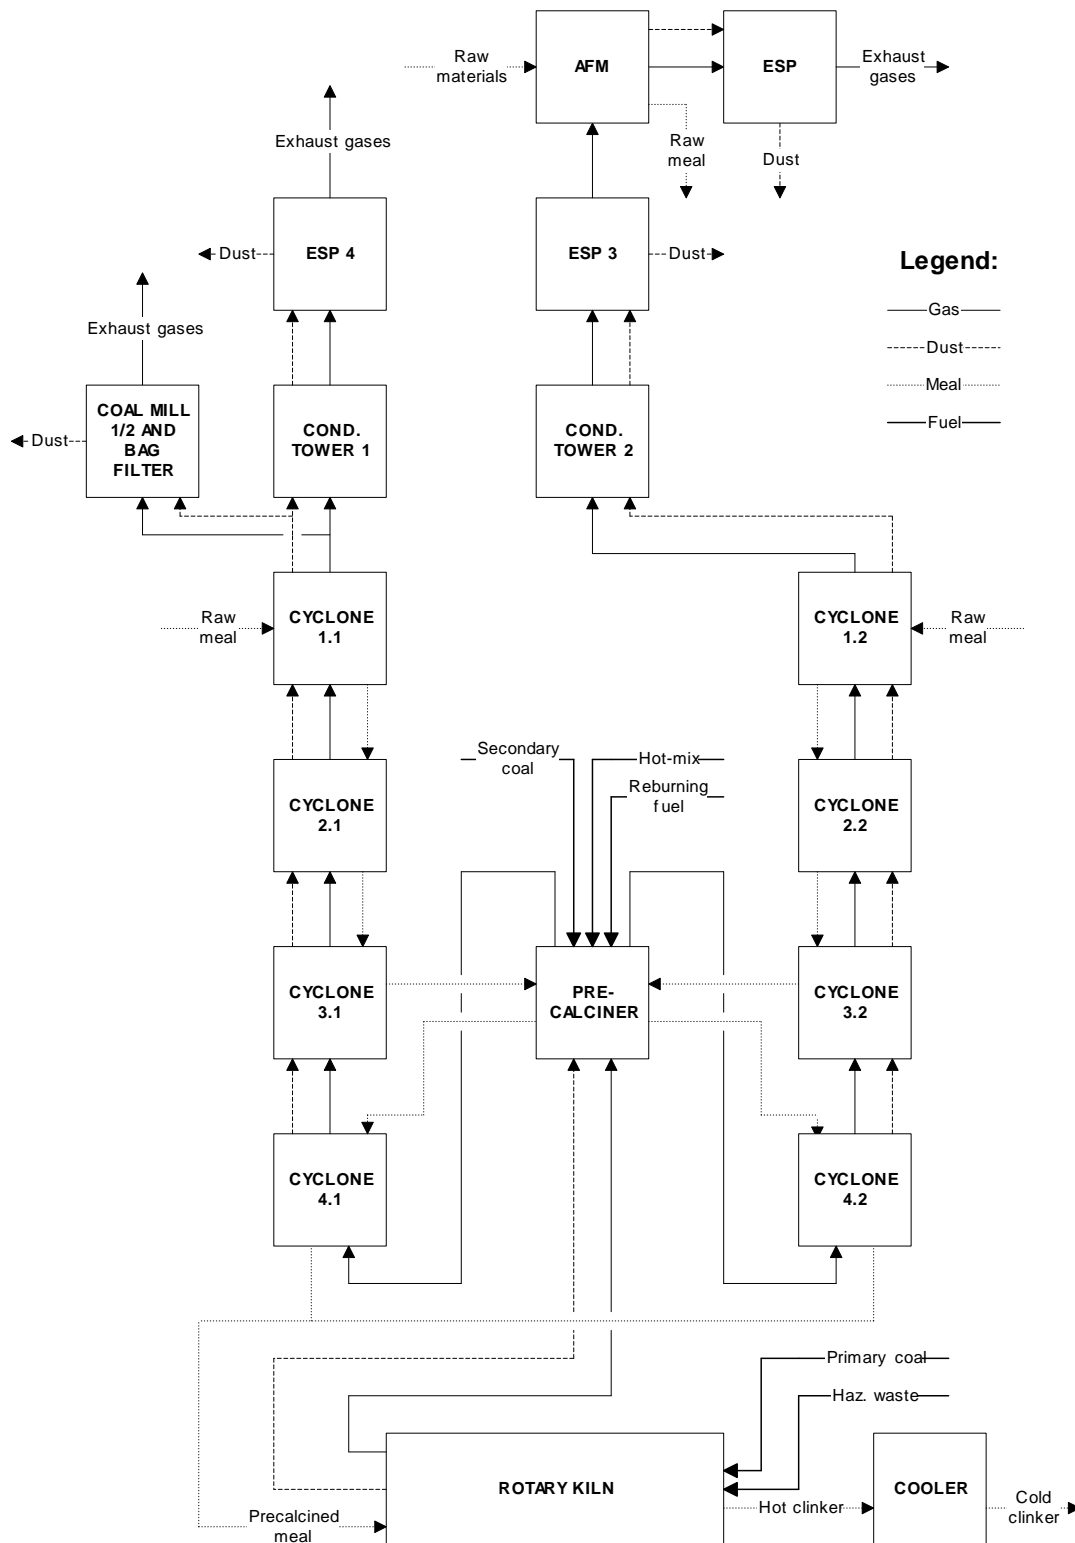 Raw
materials
AFM
ESP
Exhaust
gases
Exhaust gases
Raw
meal
Dust
Dust
ESP 4
ESP 3
Dust
Legend:
Gas
Dust
Meal
Fuel
Exhaust gases
Dust
COAL MILL
1/2 AND
BAG
FILTER
COND.
TOWER 1
COND.
TOWER 2
Raw
meal
CYCLONE
1.1
CYCLONE
1.2
Raw
meal
Secondary
coal
Hot-mix
Reburning
fuel
CYCLONE
2.1
CYCLONE
2.2
CYCLONE
3.1
PRE-
CALCINER
CYCLONE
3.2
CYCLONE
4.1
CYCLONE
4.2
Primary coal
Haz. waste
ROTARY KILN
COOLER
Precalcined
meal
Hot clinker
Cold
clinker